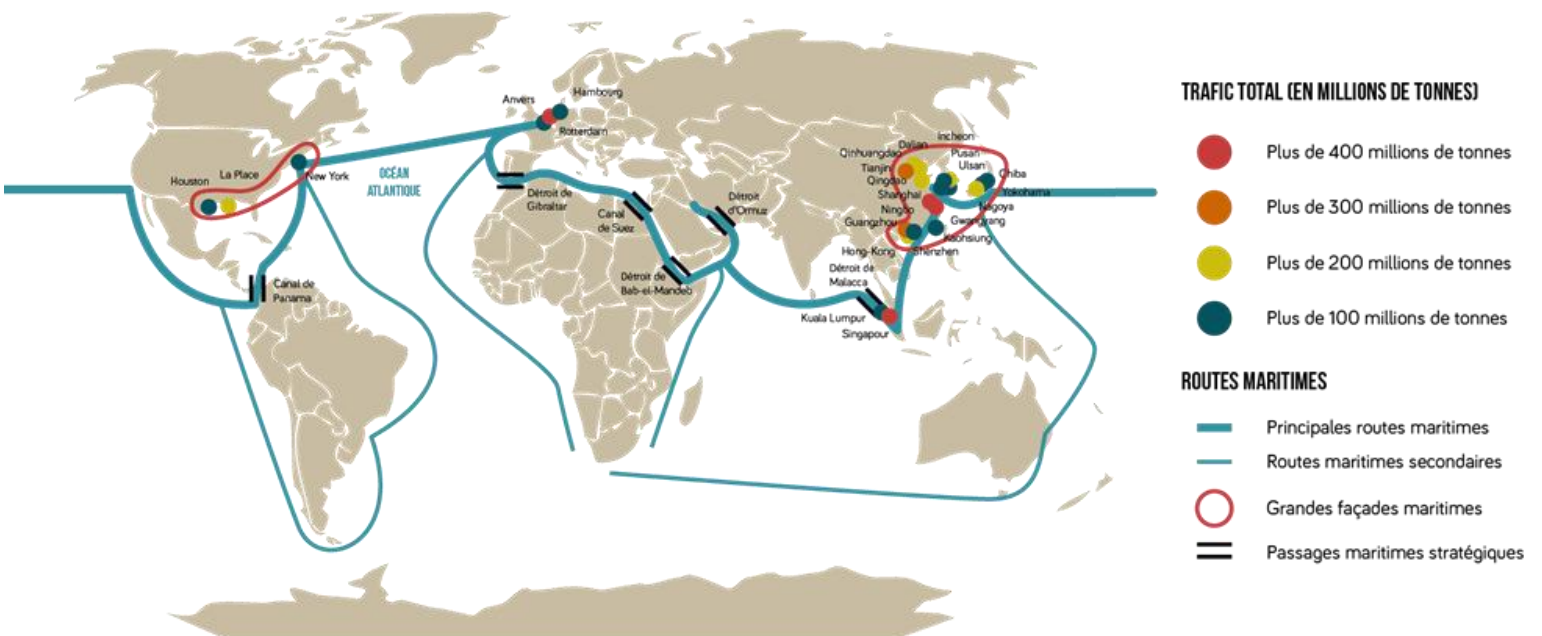 Hambourg
Anvers
Rotterdam
La Place
Houston
New York
OCÉAN
ATLANTIQUE
Détroit de
Gibraltar
Canal
de Suez
Détroit
d'Ormuz
Détroit de
Bab-el-Mandeb
Canal de
Panama
Incheon
Dalian
Qinhuangdao
Pusan
Tianjin
Ulsan
Qingdao
Chiba
Shanghai
Yokohama
Ningbo
Nagoya
Guangzhou
Gwangyang
Kaohsiung
Hong-Kong
Shenzhen
Détroit de
Malacca
Kuala Lumpur
Singapour
TRAFIC TOTAL (EN MILLIONS DE TONNES)
Plus de 400 millions de tonnes
Plus de 300 millions de tonnes
Plus de 200 millions de tonnes
Plus de 100 millions de tonnes
ROUTES MARITIMES
Principales routes maritimes
Routes maritimes secondaires
Grandes façades maritimes
Passages maritimes stratégiques